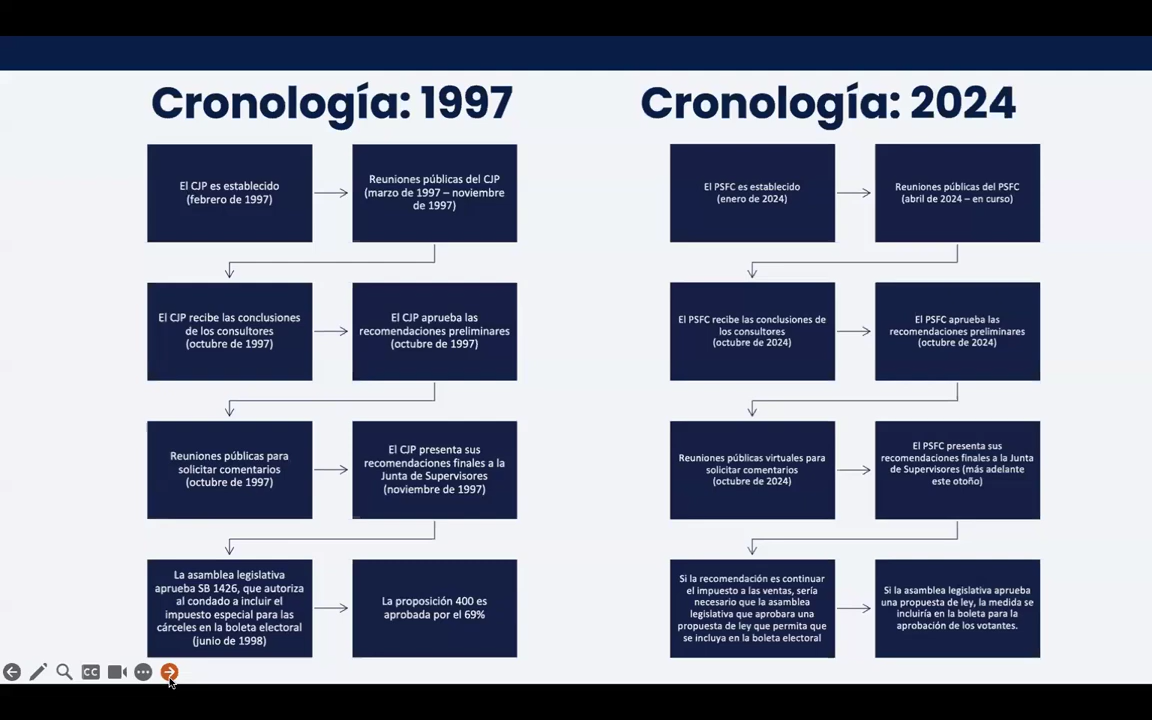 Cronología: 1997
El CJP es establecido
(febrero de 1997)
Reuniones públicas del CJP
(marzo de 1997 – noviembre
de 1997)
El CJP recibe las conclusiones
de los consultores
(octubre de 1997)
El CJP aprueba las
recomendaciones preliminares
(octubre de 1997)
Reuniones públicas para
solicitar comentarios
(octubre de 1997)
El CJP presenta sus
recomendaciones finales a la
Junta de Supervisores
(noviembre de 1997)
La asamblea legislativa
aprueba SB 1426, que autoriza
al condado a incluir el
impuesto especial para las
cárceles en la boleta electoral
(junio de 1998)
La proposición 400 es
aprobada por el 69%
Cronología: 2024
El PSFC es establecido
(enero de 2024)
Reuniones públicas del PSFC
(abril de 2024 – en curso)
El PSFC recibe las conclusiones de
los consultores
(octubre de 2024)
El PSFC aprueba las
recomendaciones preliminares
(octubre de 2024)
Reuniones públicas virtuales para
solicitar comentarios
(octubre de 2024)
El PSFC presenta sus
recomendaciones finales a la Junta
de Supervisores (más adelante
este otoño)
Si la recomendación es continuar
el impuesto a las ventas, sería
necesario que la asamblea
legislativa que aprobara una
propuesta de ley que permita que
se incluya en la boleta electoral
Si la asamblea legislativa aprueba
una propuesta de ley, la medida se
incluiría en la boleta para la
aprobación de los votantes.
CC